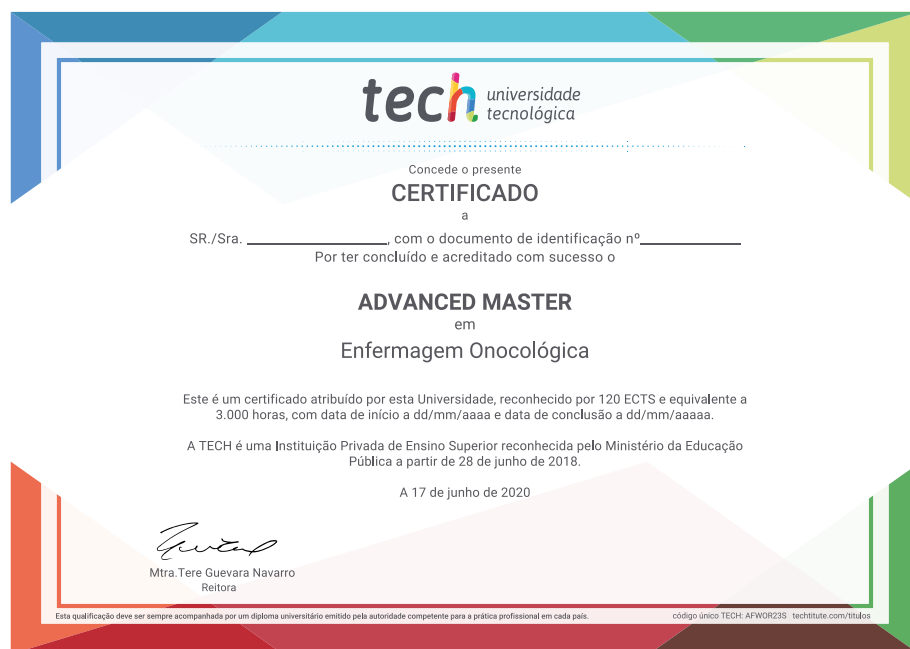 tech universidade
tecnológica
Concede o presente
CERTIFICADO
a
SR./Sra. ________________, com o documento de identificação nº____________
Por ter concluído e acreditado com sucesso o
ADVANCED MASTER
em
Enfermagem Onocológica
Este é um certificado atribuído por esta Universidade, reconhecido por 120 ECTS e equivalente a
3.000 horas, com data de início a dd/mm/aaaa e data de conclusão a dd/mm/aaaaa.
A TECH é uma Instituição Privada de Ensino Superior reconhecida pelo Ministério da Educação
Pública a partir de 28 de junho de 2018.
A 17 de junho de 2020
Mtra.Tere Guevara Navarro
Reitora
Esta qualificação deve ser sempre acompanhada por um diploma universitário emitido pela autoridade competente para a prática profissional em cada país. código único TECH: AFWOR23S techtitute.com/titulos